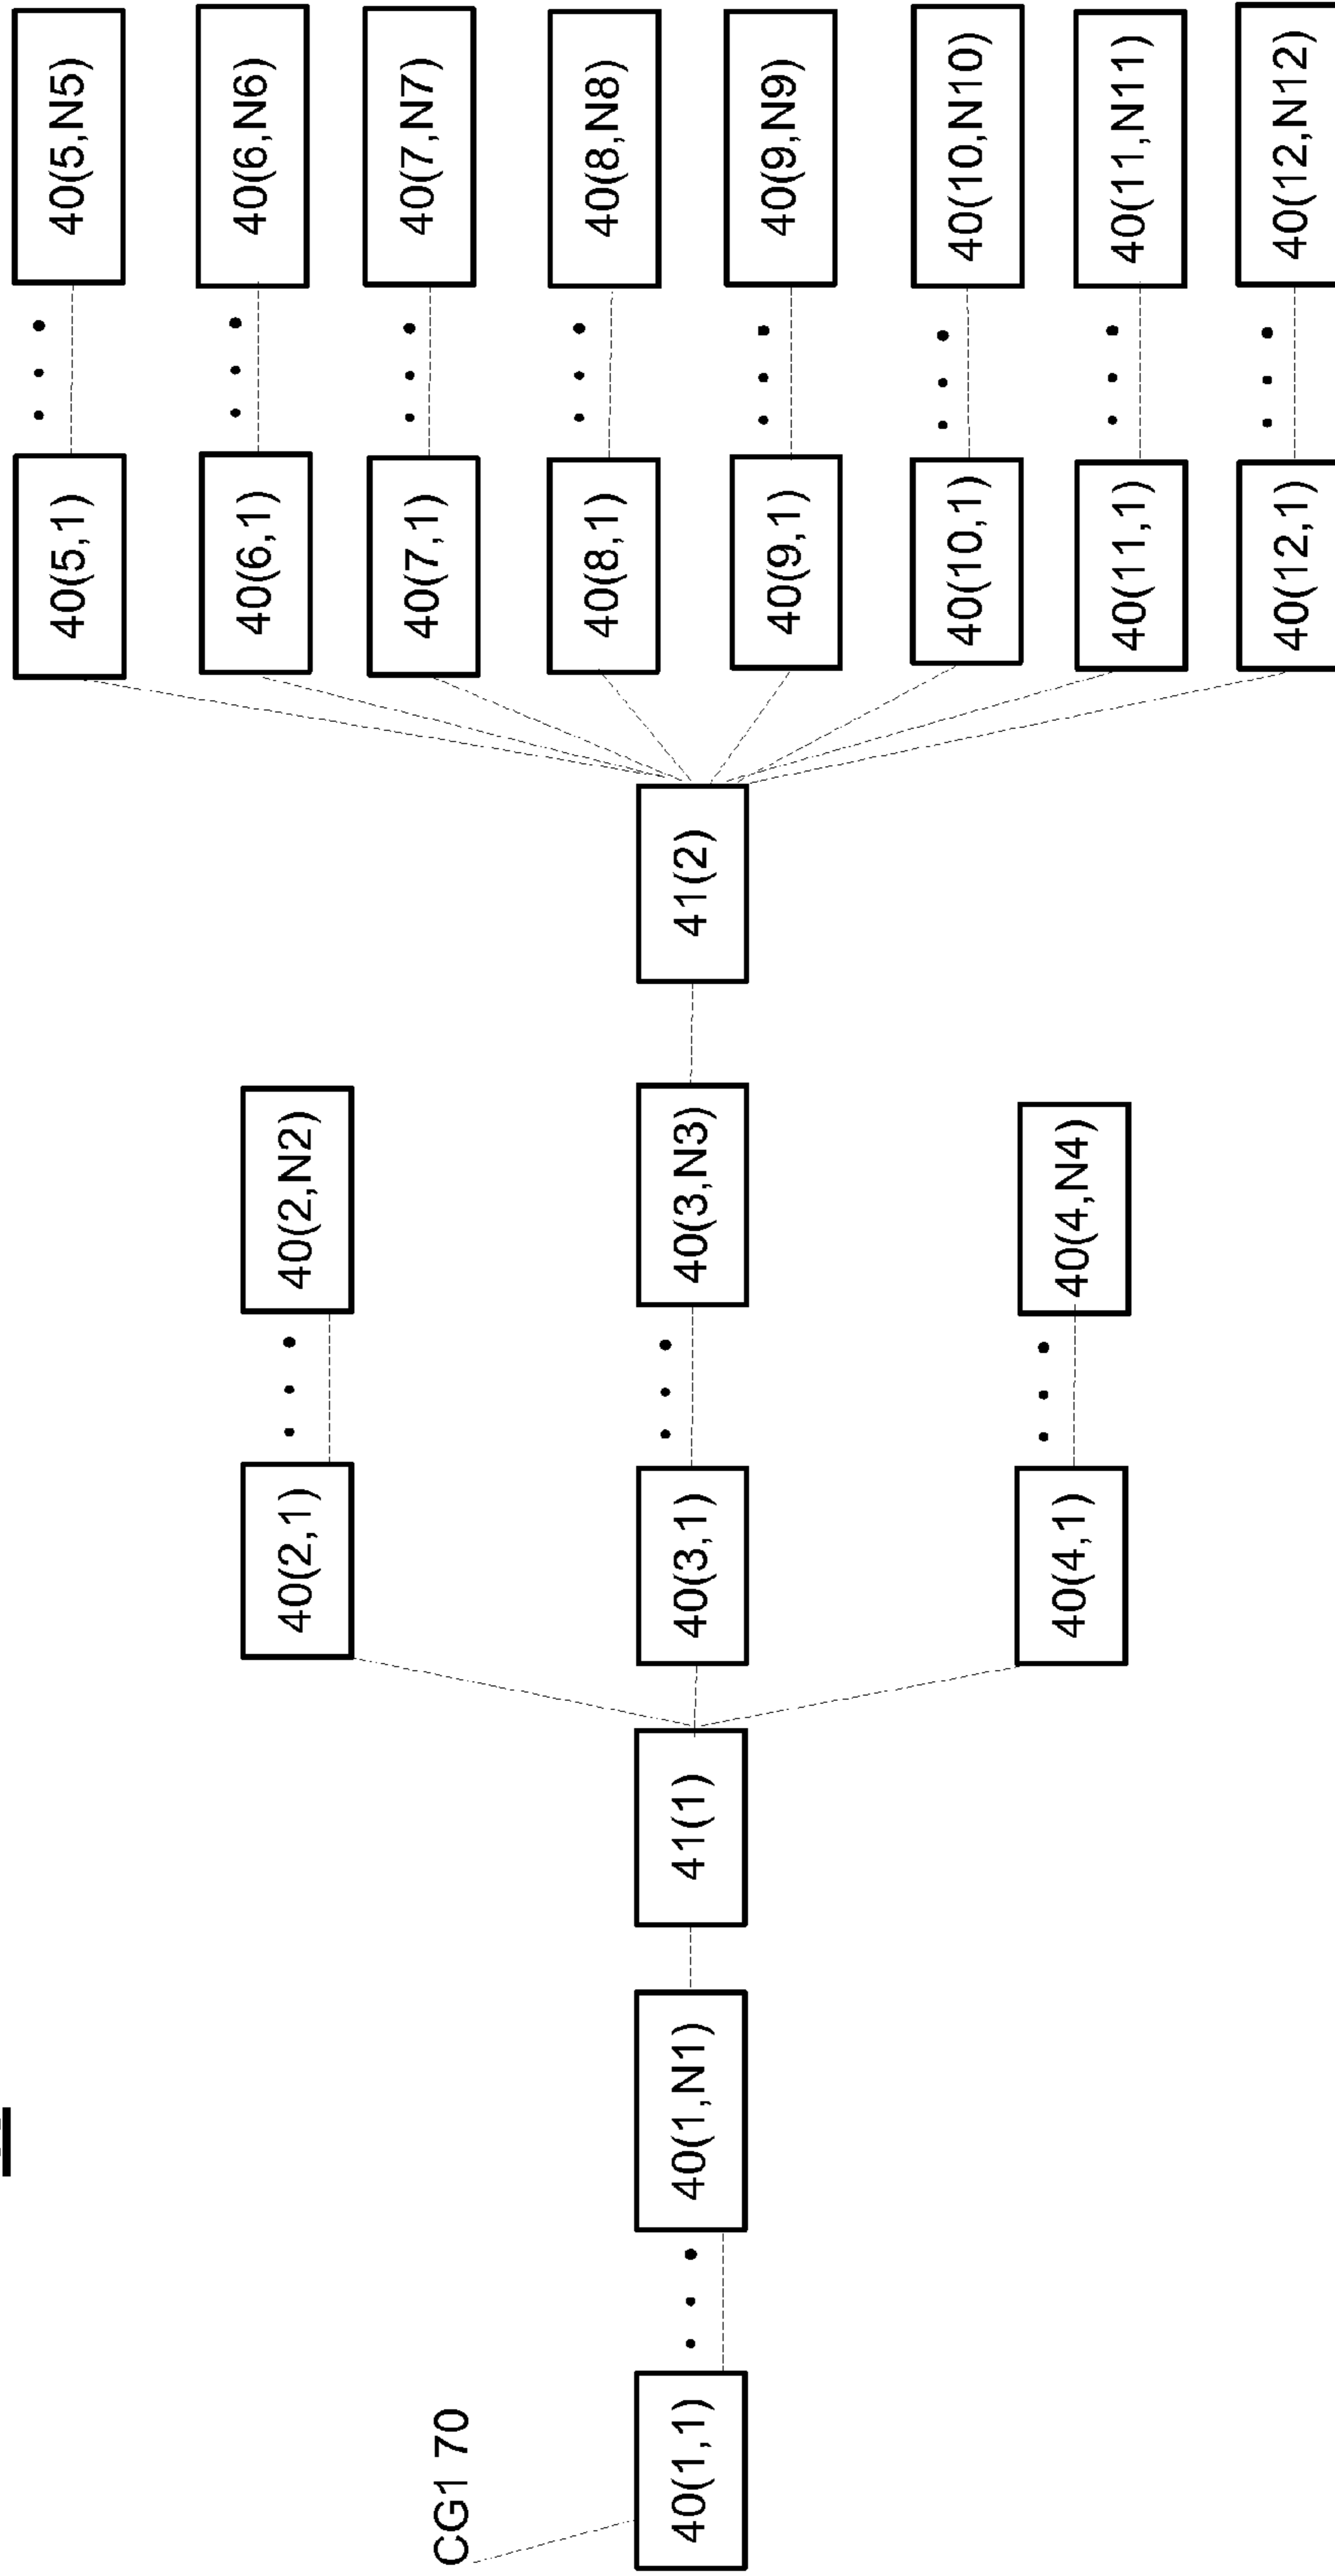 CG1 70
40(1,1)
40(1,N1)
41(1)
40(2,1)
40(2,N2)
40(3,1)
40(3,N3)
40(4,1)
40(4,N4)
41(2)
40(5,1)
40(5,N5)
40(6,1)
40(6,N6)
40(7,1)
40(7,N7)
40(8,1)
40(8,N8)
40(9,1)
40(9,N9)
40(10,1)
40(10,N10)
40(11,1)
40(11,N11)
40(12,1)
40(12,N12)